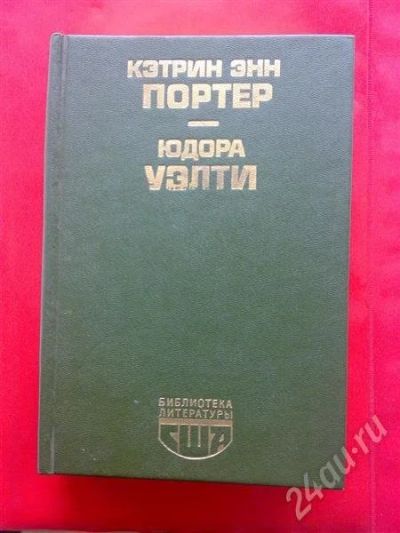 КЭТРИН ЭНН
ПОРТЕР
ЮДОРА
УЭЛТИ
БИБЛИОТЕКА
ЛИТЕРАТУРЫ
США
24au.ru